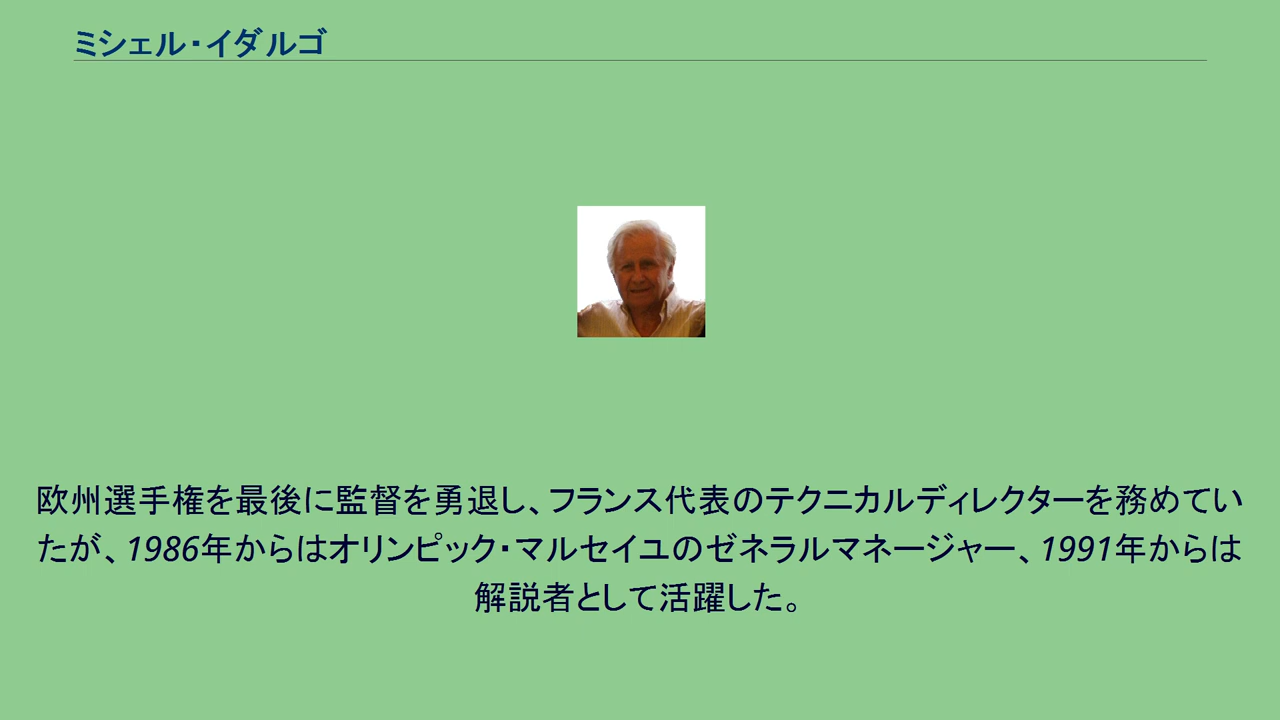 ミシェル・イダルゴ
欧州選手権を最後に監督を勇退し、フランス代表のテクニカルディレクターを務めてい
たが、1986年からはオリンピック・マルセイユのゼネラルマネージャー、1991年からは
解説者として活躍した。